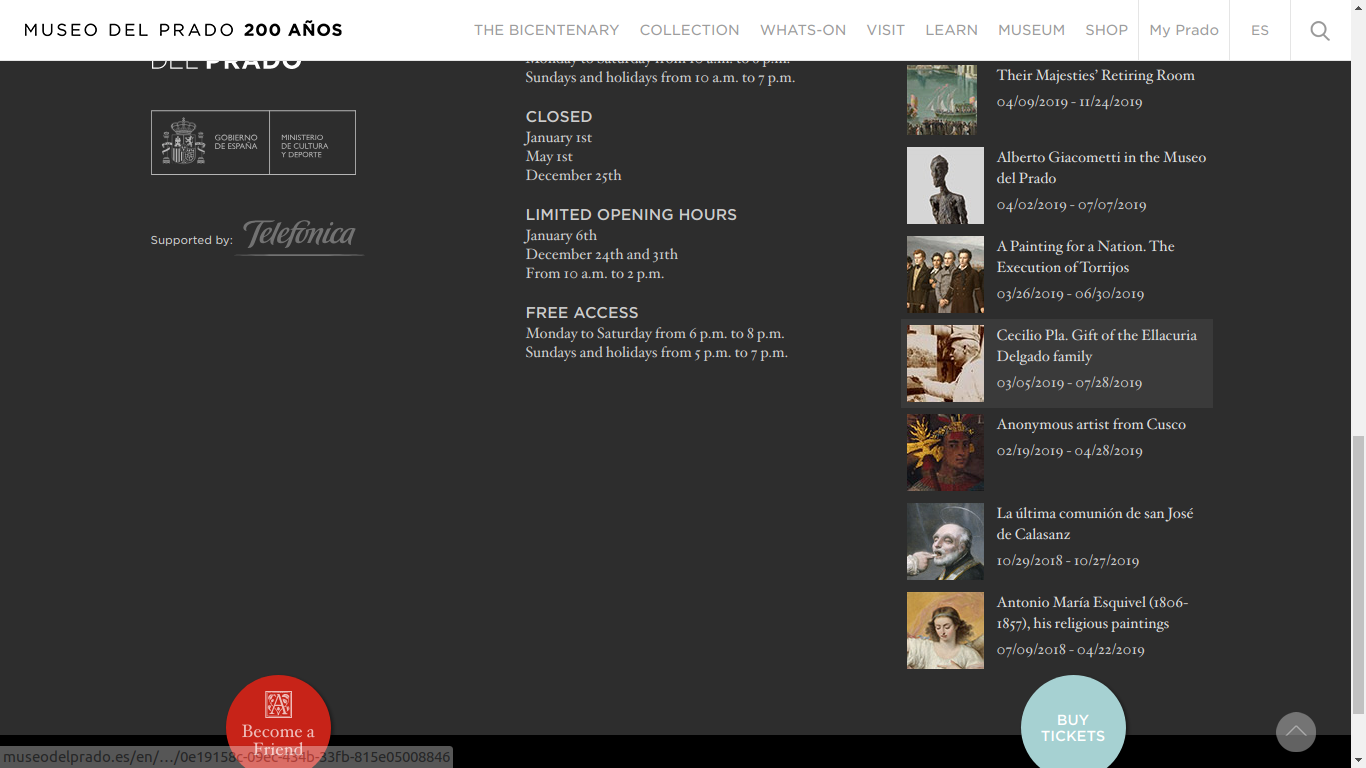 MUSEO DEL PRADO 200 AÑOS
THE BICENTENARY
COLLECTION
WHATS-ON
VISIT
LEARN
MUSEUM
SHOP
My Prado
ES
DEL PRADO
GOBIERNO
DE ESPAÑA
MINISTERIO
DE CULTURA
Y DEPORTE
Supported by: Telefónica
Monday to Saturday from 10 a.m. to 8 p.m.
Sundays and holidays from 10 a.m. to 7 p.m.
CLOSED
January 1st
May 1st
December 25th
LIMITED OPENING HOURS
January 6th
December 24th and 31th
From 10 a.m. to 2 p.m.
FREE ACCESS
Monday to Saturday from 6 p.m. to 8 p.m.
Sundays and holidays from 5 p.m. to 7 p.m.
Their Majesties' Retiring Room
04/09/2019 - 11/24/2019
Alberto Giacometti in the Museo
del Prado
04/02/2019 - 07/07/2019
A Painting for a Nation. The
Execution of Torrijos
03/26/2019 - 06/30/2019
Cecilio Pla. Gift of the Ellacuria
Delgado family
03/05/2019 - 07/28/2019
Anonymous artist from Cusco
02/19/2019 - 04/28/2019
La última comunión de san José
de Calasanz
10/29/2018 - 10/27/2019
Antonio María Esquivel (1806-
1857), his religious paintings
07/09/2018 - 04/22/2019
Become a
Friend
BUY
TICKETS
museodelprado.es/en/.../0e19158c-09ec-434b-33fb-815e05008846